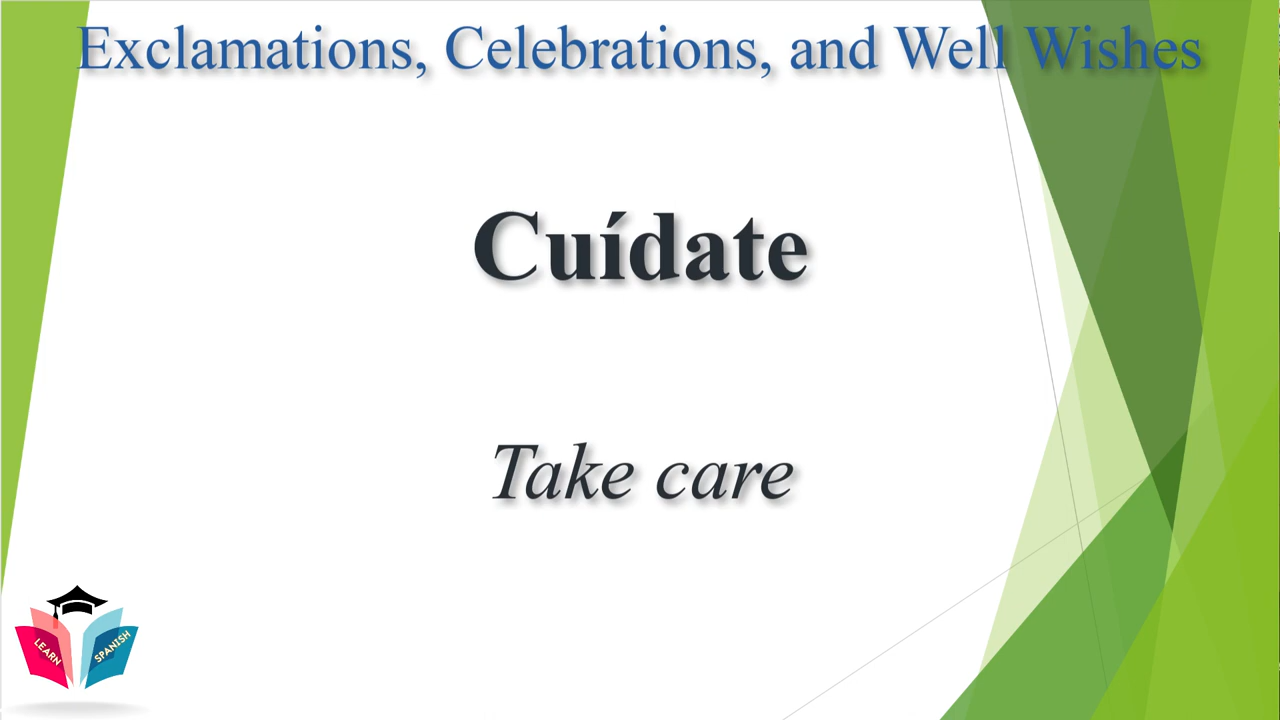 Exclamations, Celebrations, and Well Wishes
Cuídate
Take care
LEARN SPANISH